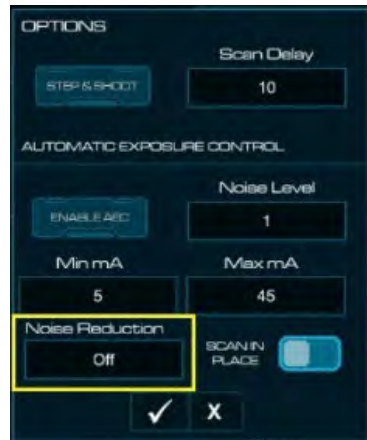 OPTIONS
Scan Delay
STEP & SHOOT
10
AUTOMATIC EXPOSURE CONTROL
Noise Level
ENABLE AEC
1
Min mA
Max mA
5
45
Noise Reduction
Off
SCAN IN
PLACE
X